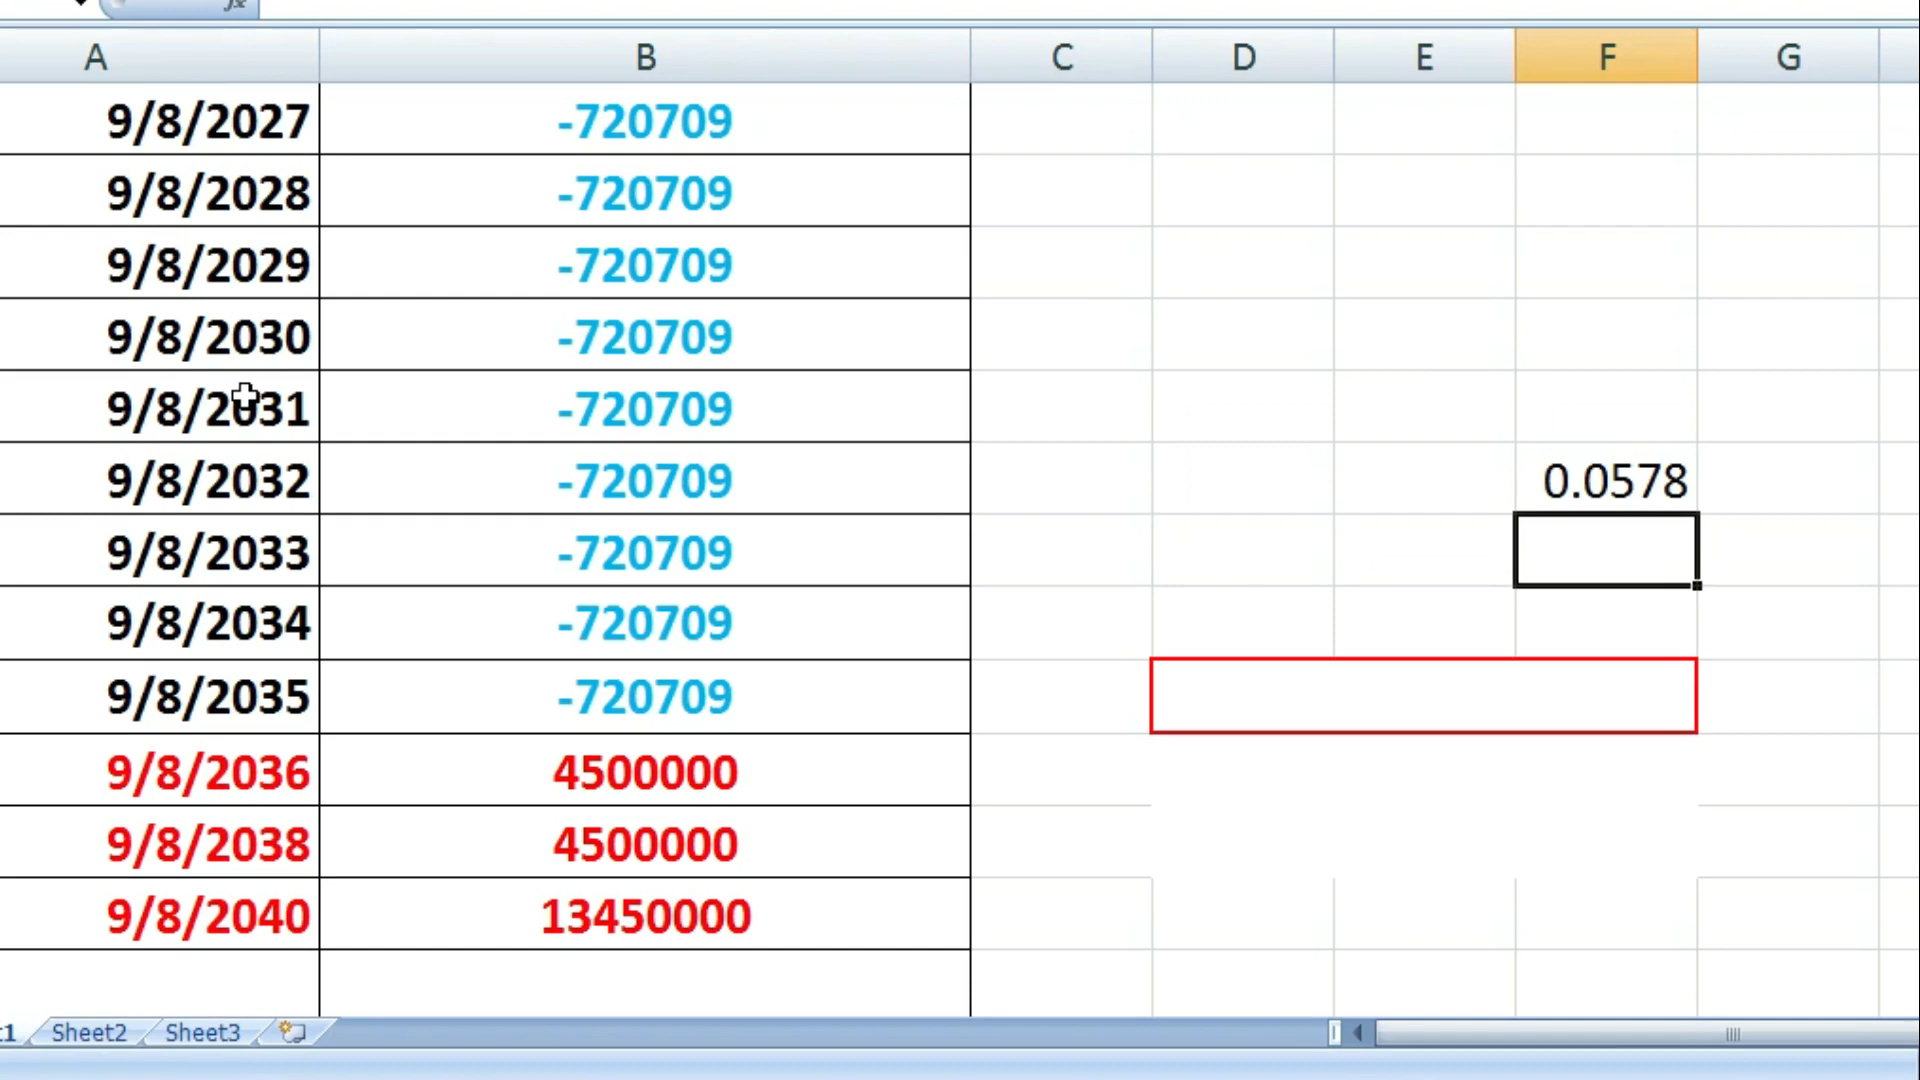 fx
A B C D E F G
9/8/2027 -720709
9/8/2028 -720709
9/8/2029 -720709
9/8/2030 -720709
9/8/2031 -720709
9/8/2032 -720709 0.0578
9/8/2033 -720709
9/8/2034 -720709
9/8/2035 -720709
9/8/2036 4500000
9/8/2038 4500000
9/8/2040 13450000
t1 Sheet2 Sheet3